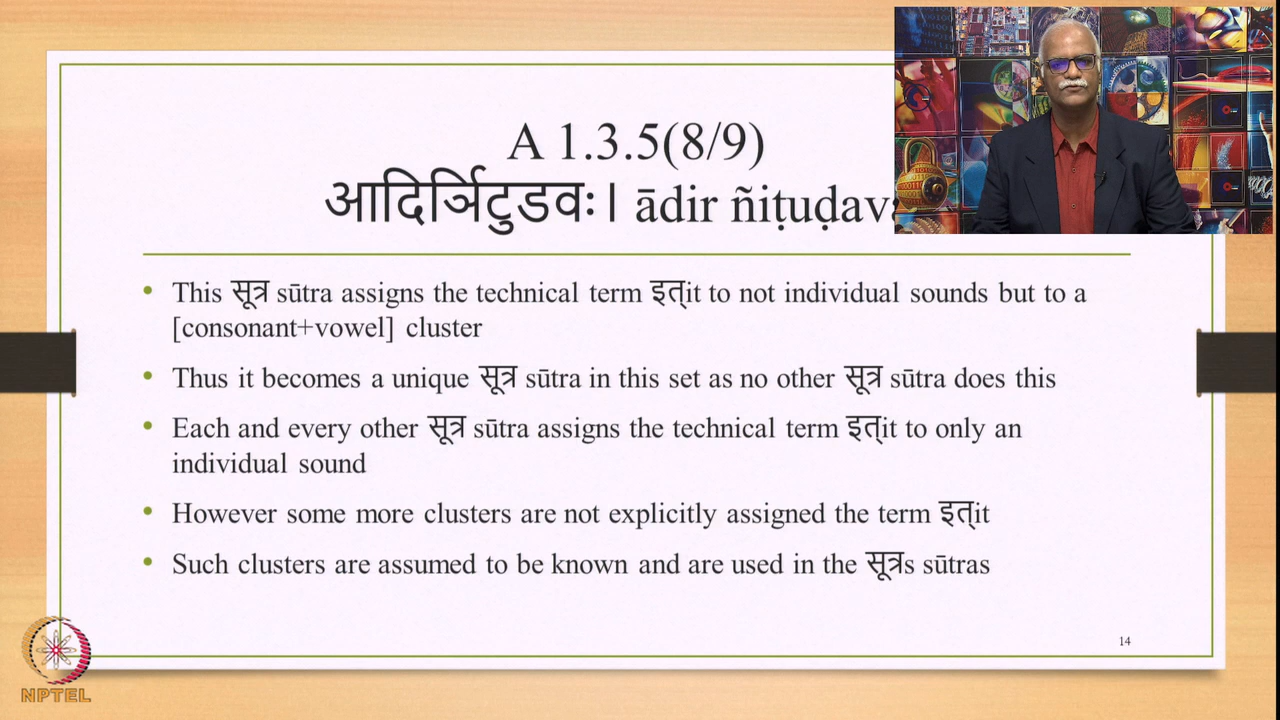 A 1.3.5(8/9)
आदिर्ञिटुडवः। ādir ñiṭuḍava
• This सूत्र sūtra assigns the technical term इत्it to not individual sounds but to a
[consonant+vowel] cluster
• Thus it becomes a unique सूत्र sūtra in this set as no other सूत्र sūtra does this
• Each and every other सूत्र sūtra assigns the technical term इत्it to only an
individual sound
• However some more clusters are not explicitly assigned the term इत्it
• Such clusters are assumed to be known and are used in the सूत्रs sūtras
14
NPTEL